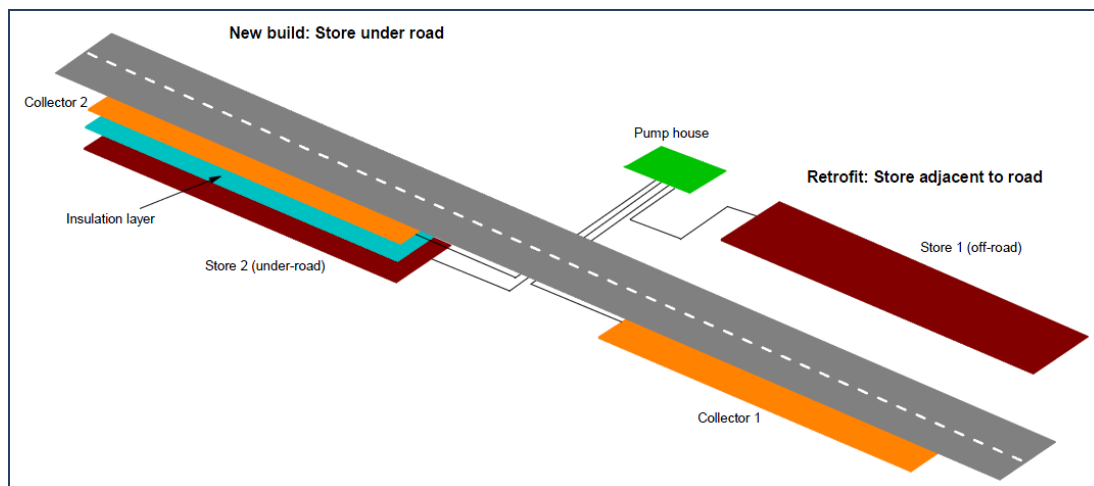 New build: Store under road
Collector 2
Pump house
Retrofit: Store adjacent to road
Insulation layer
Store 1 (off-road)
Store 2 (under-road)
Collector 1